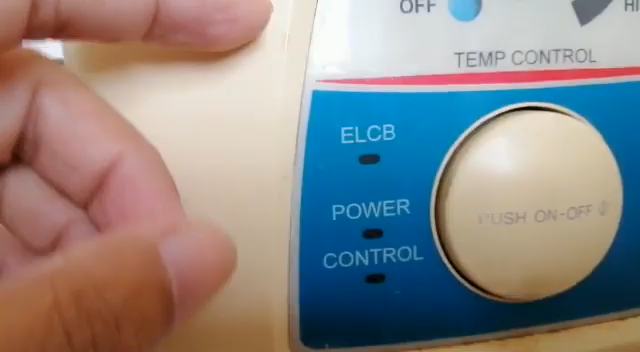 OFF
TEMP CONTROL
ELCB
POWER
CONTROL
PUSH ON-OFF